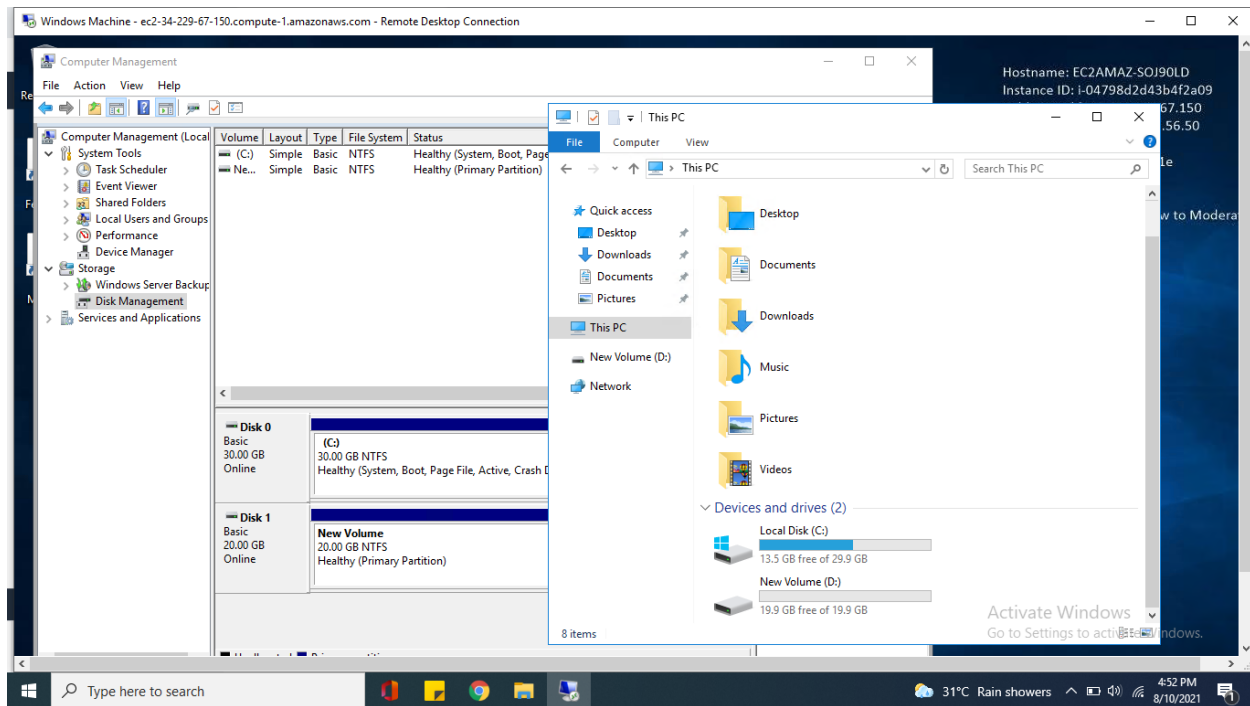 Windows Machine - ec2-34-229-67-150.compute-1.amazonaws.com - Remote Desktop Connection
Computer Management
File Action View Help
Computer Management (Local
System Tools
Task Scheduler
Event Viewer
Shared Folders
Local Users and Groups
Performance
Device Manager
Storage
Windows Server Backup
Disk Management
Services and Applications
Volume Layout Type File System Status
(C:) Simple Basic NTFS Healthy (System, Boot, Page
Ne... Simple Basic NTFS Healthy (Primary Partition)
Disk 0
Basic
30.00 GB
Online
(C:)
30.00 GB NTFS
Healthy (System, Boot, Page File, Active, Crash D
Disk 1
Basic
20.00 GB
Online
New Volume
20.00 GB NTFS
Healthy (Primary Partition)
Hostname: EC2AMAZ-SOJ90LD
Instance ID: i-04798d2d43b4f2a09
67.150
.56.50
1e
w to Modera
This PC
File Computer View
This PC
Search This PC
Quick access
Desktop
Downloads
Documents
Pictures
This PC
New Volume (D:)
Network
Desktop
Documents
Downloads
Music
Pictures
Videos
Devices and drives (2)
Local Disk (C:)
13.5 GB free of 29.9 GB
New Volume (D:)
19.9 GB free of 19.9 GB
8 items
Activate Windows
Go to Settings to activate Windows.
Type here to search
31°C Rain showers
4:52 PM
8/10/2021